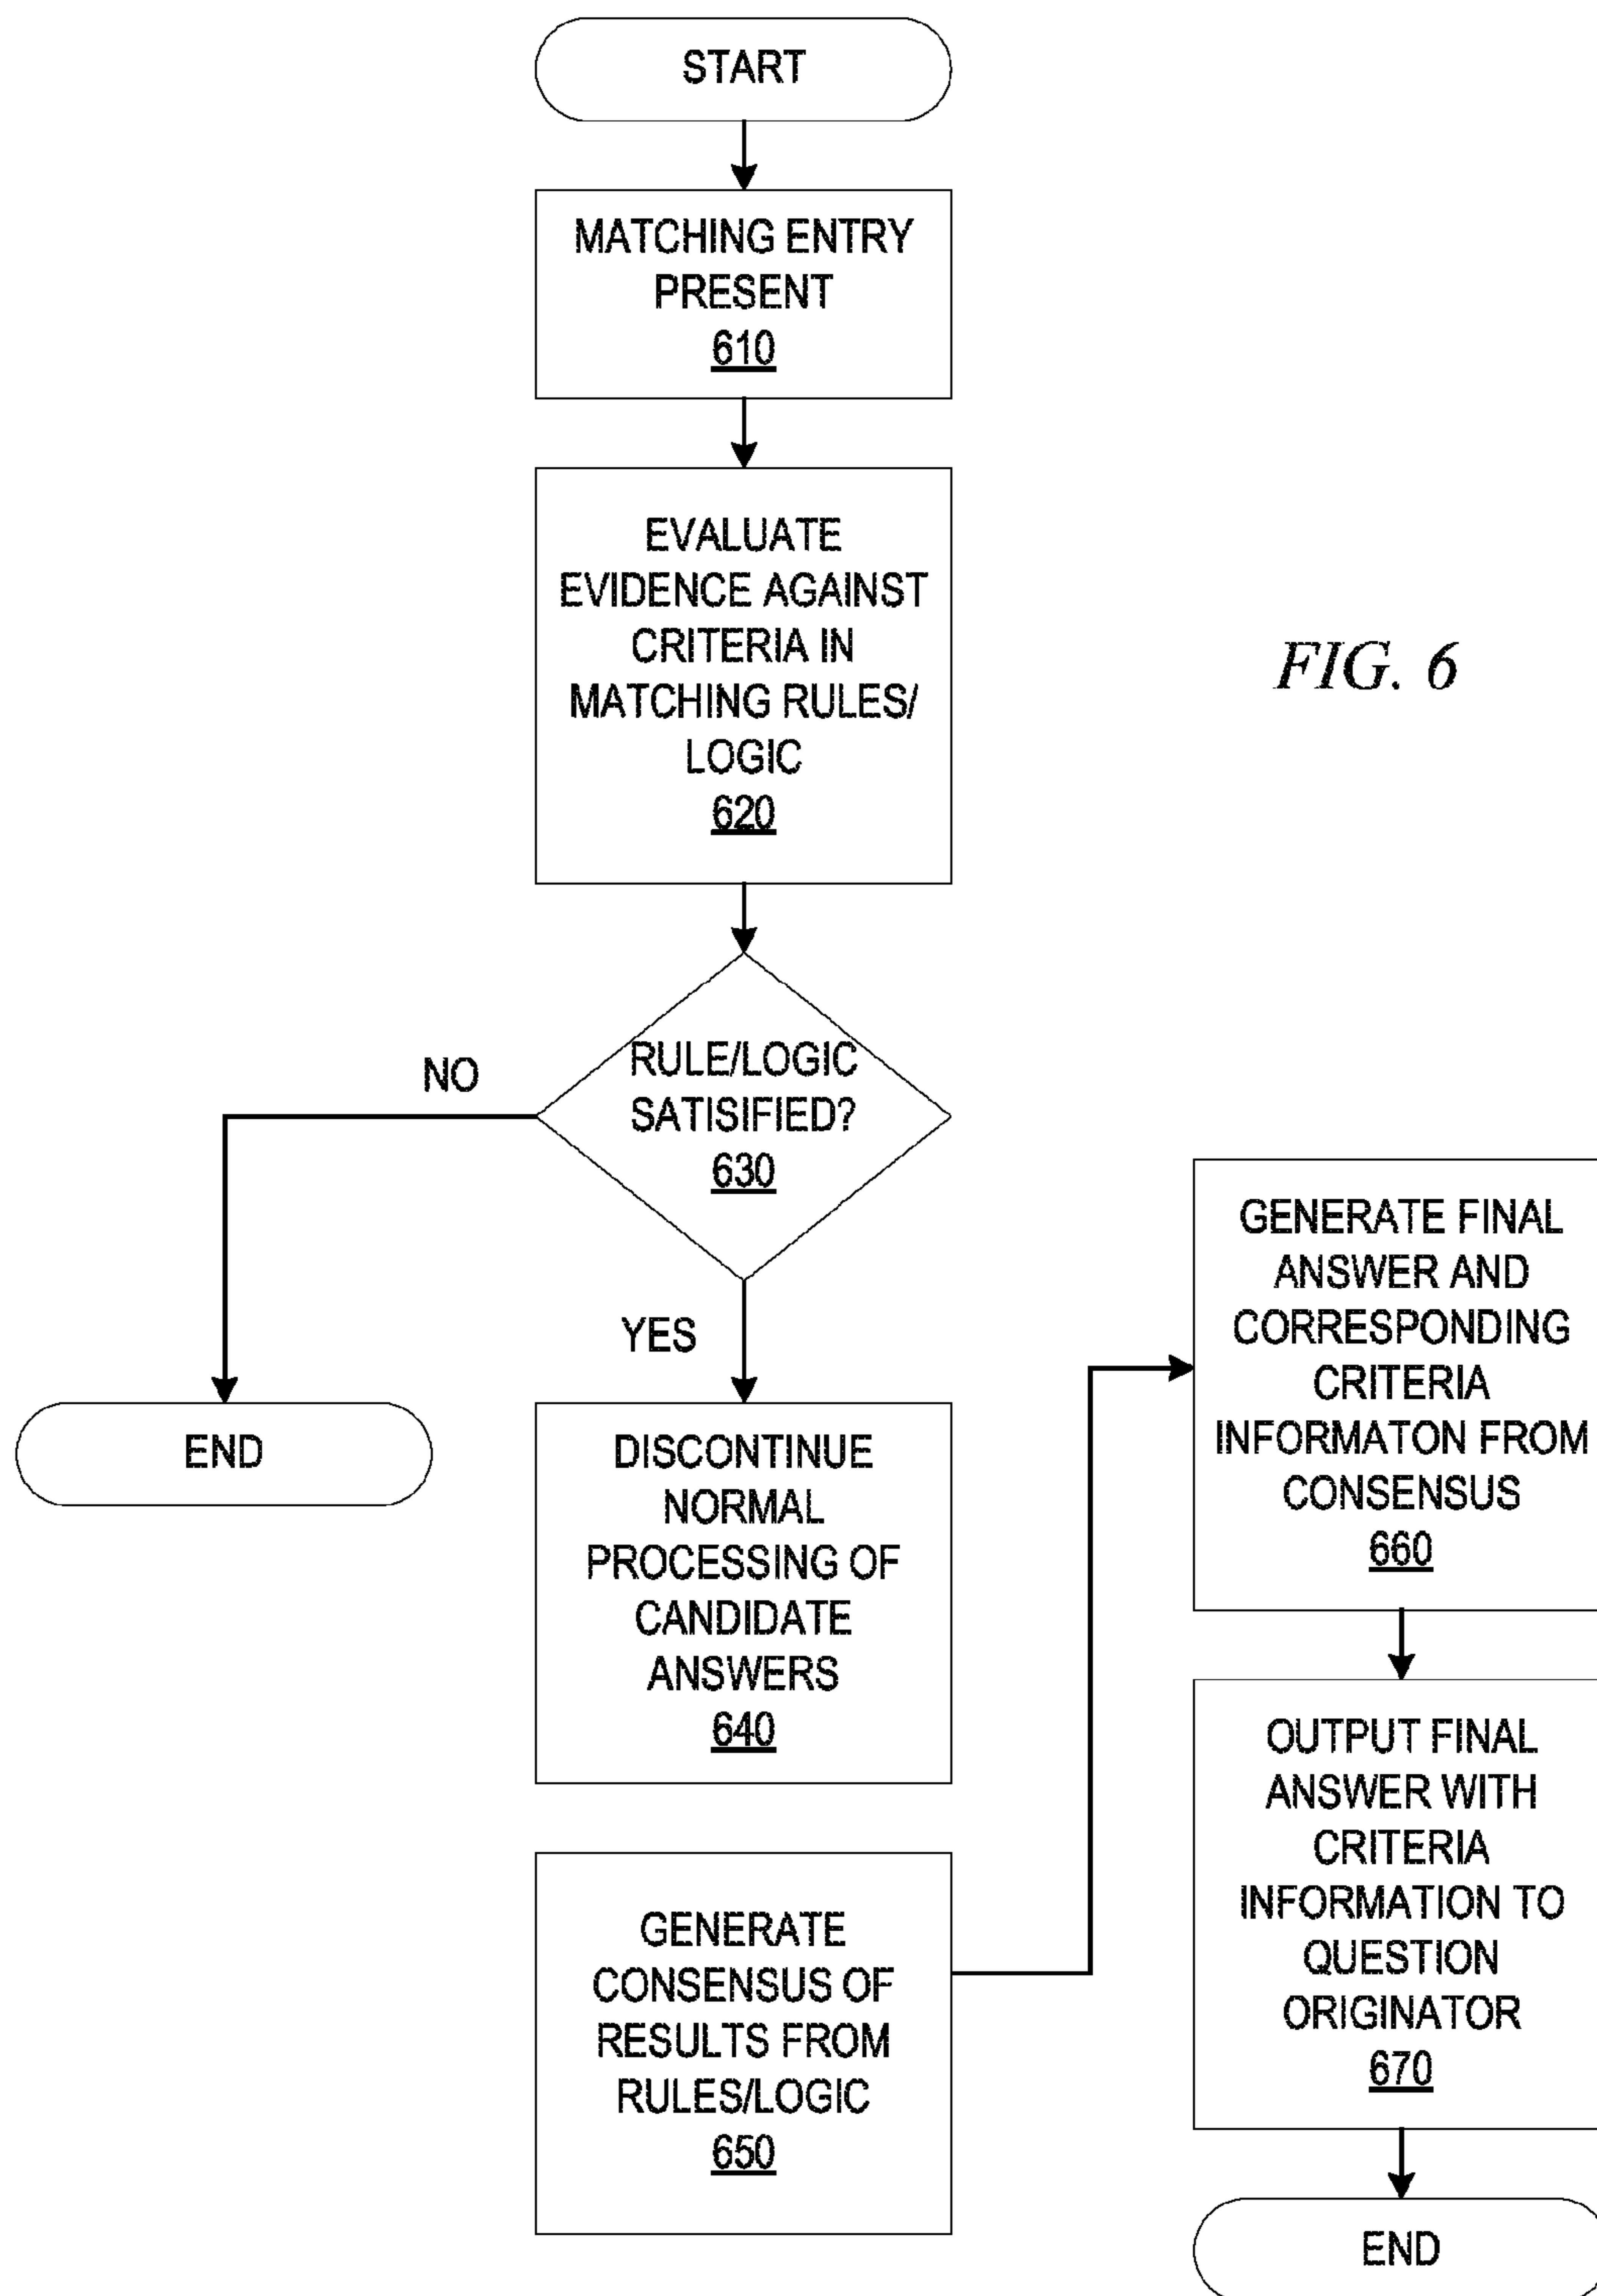 START
MATCHING ENTRY
PRESENT
610
EVALUATE
EVIDENCE AGAINST
CRITERIA IN
MATCHING RULES/
LOGIC
620
FIG. 6
RULE/LOGIC
SATISIFIED?
630
NO
YES
END
DISCONTINUE
NORMAL
PROCESSING OF
CANDIDATE
ANSWERS
640
GENERATE
CONSENSUS OF
RESULTS FROM
RULES/LOGIC
650
GENERATE FINAL
ANSWER AND
CORRESPONDING
CRITERIA
INFORMATON FROM
CONSENSUS
660
OUTPUT FINAL
ANSWER WITH
CRITERIA
INFORMATION TO
QUESTION
ORIGINATOR
670
END